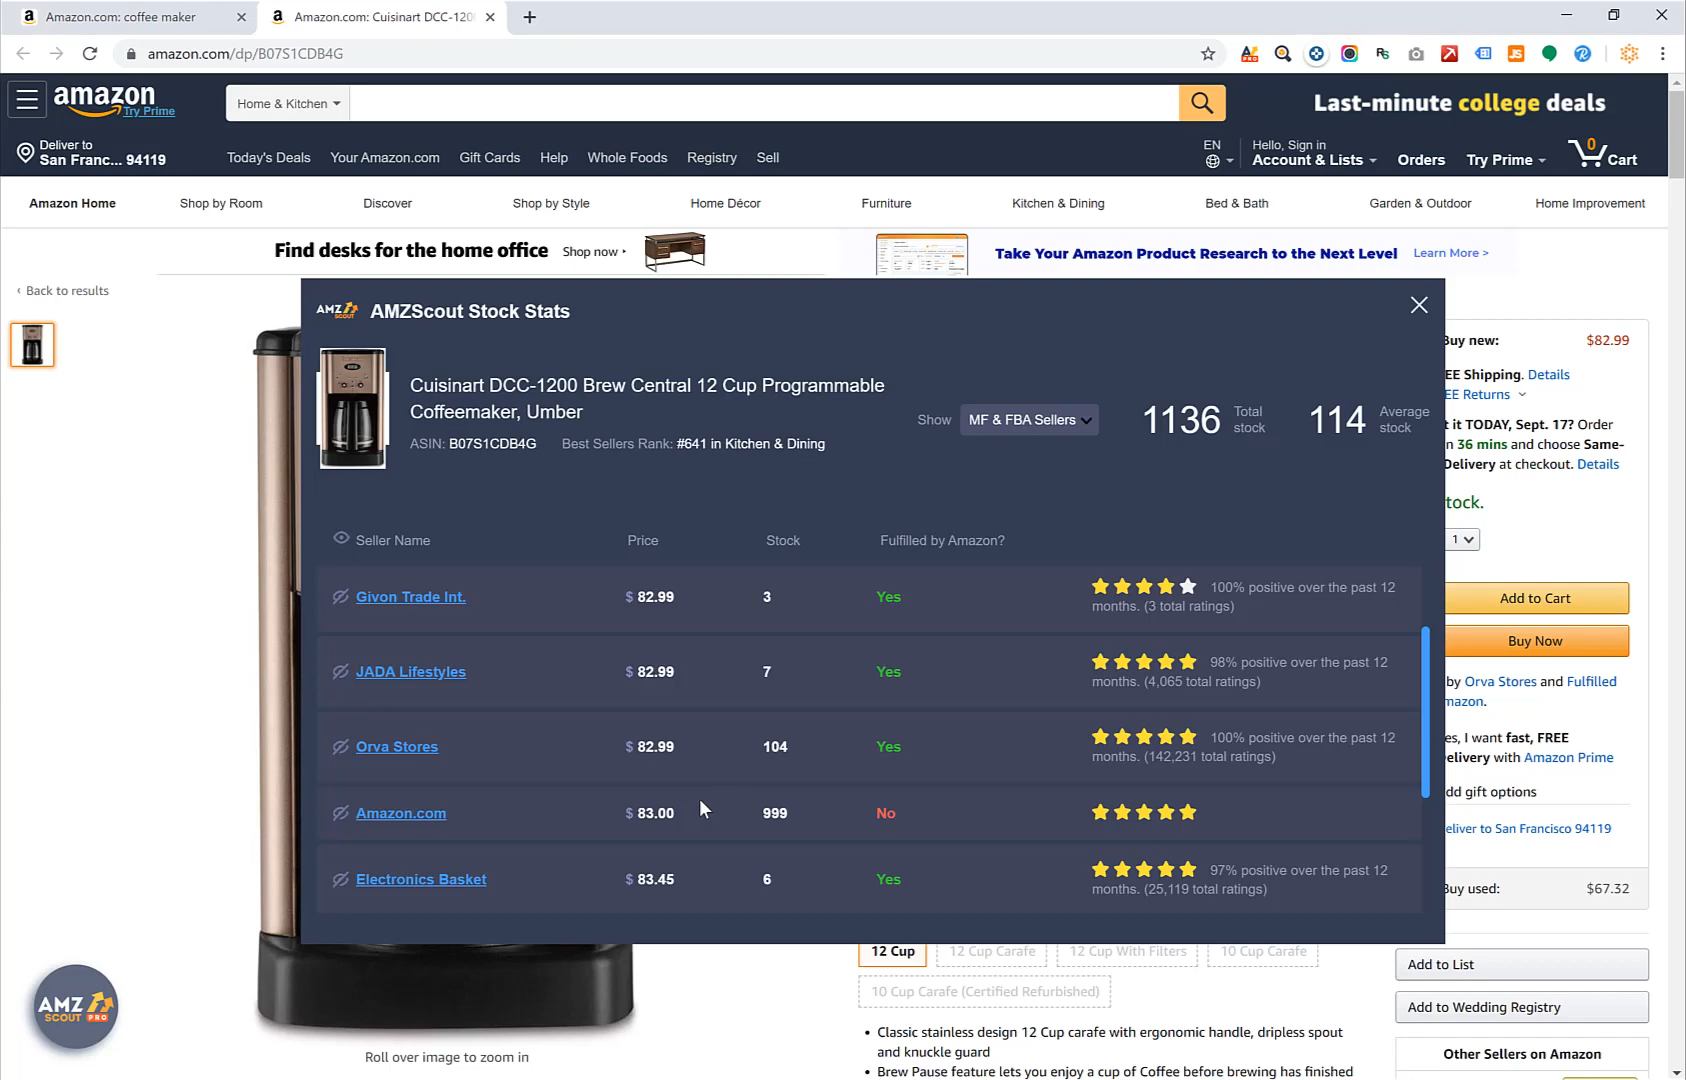 Amazon.com: coffee maker
Amazon.com: Cuisinart DCC-120
amazon.com/dp/B07S1CDB4G
amazon
Try Prime
Home & Kitchen
Last-minute college deals
Deliver to
San Franc... 94119
Today's Deals Your Amazon.com Gift Cards Help Whole Foods Registry Sell
EN
Hello, Sign in
Account & Lists
Orders
Try Prime
0
Cart
Amazon Home Shop by Room Discover Shop by Style Home Décor Furniture Kitchen & Dining Bed & Bath Garden & Outdoor Home Improvement
Find desks for the home office Shop now
Take Your Amazon Product Research to the Next Level Learn More >
‹ Back to results
AMZ SCOUT
AMZScout Stock Stats
Cuisinart DCC-1200 Brew Central 12 Cup Programmable
Coffeemaker, Umber
ASIN: B07S1CDB4G Best Sellers Rank: #641 in Kitchen & Dining
Show MF & FBA Sellers
1136 Total stock
114 Average stock
Seller Name Price Stock Fulfilled by Amazon?
Givon Trade Int. $ 82.99 3 Yes 100% positive over the past 12
months. (3 total ratings)
JADA Lifestyles $ 82.99 7 Yes 98% positive over the past 12
months. (4,065 total ratings)
Orva Stores $ 82.99 104 Yes 100% positive over the past 12
months. (142,231 total ratings)
Amazon.com $ 83.00 999 No
Electronics Basket $ 83.45 6 Yes 97% positive over the past 12
months. (25,119 total ratings)
Buy new: $82.99
EE Shipping. Details
EE Returns
t it TODAY, Sept. 17? Order
n 36 mins and choose Same-
Delivery at checkout. Details
tock.
1
Add to Cart
Buy Now
by Orva Stores and Fulfilled
mazon.
es, I want fast, FREE
elivery with Amazon Prime
dd gift options
eliver to San Francisco 94119
Buy used: $67.32
Add to List
Add to Wedding Registry
Other Sellers on Amazon
12 Cup 12 Cup Carafe 12 Cup With Filters 10 Cup Carafe
10 Cup Carafe (Certified Refurbished)
• Classic stainless design 12 Cup carafe with ergonomic handle, dripless spout
and knuckle guard
• Brew Pause feature lets you enjoy a cup of Coffee before brewing has finished
AMZ
SCOUT PRO
Roll over image to zoom in